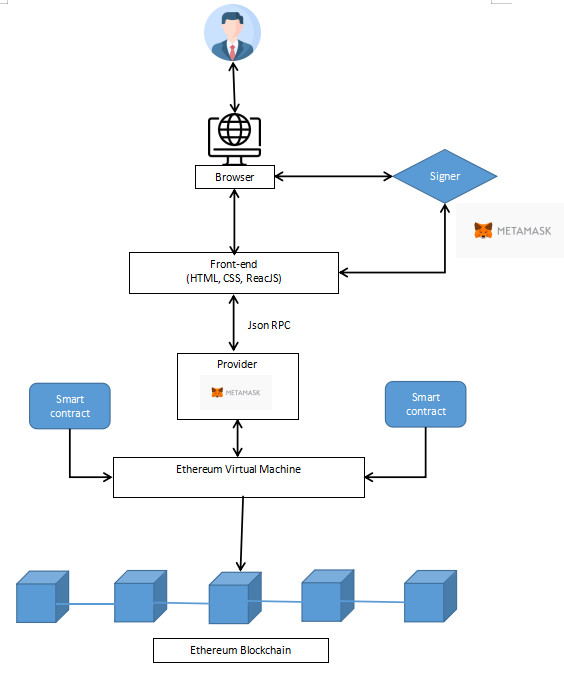 Browser
Signer
METAMASK
Front-end
(HTML, CSS, ReacJS)
Json RPC
Provider
METAMASK
Smart
contract
Smart
contract
Ethereum Virtual Machine
Ethereum Blockchain